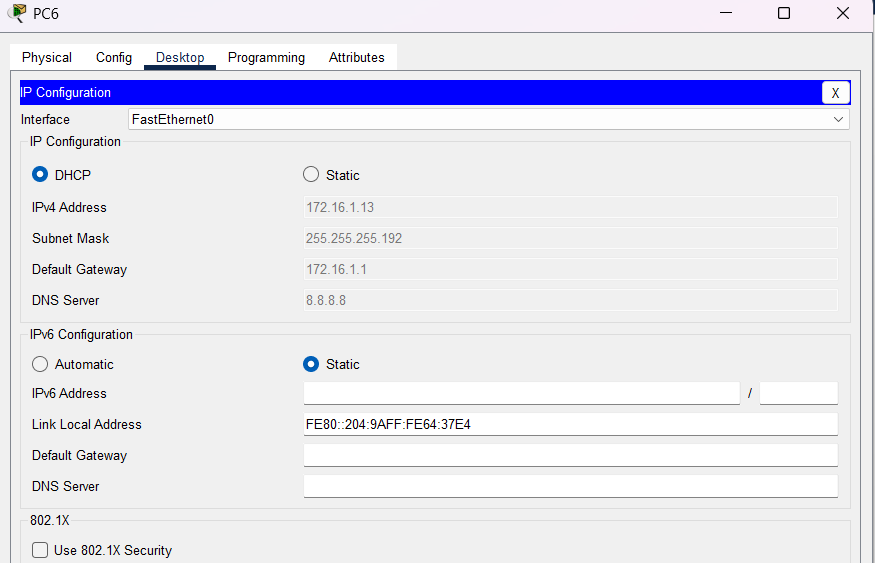 PC6
Physical Config Desktop Programming Attributes
IP Configuration X
Interface FastEthernet0
IP Configuration
DHCP Static
IPv4 Address 172.16.1.13
Subnet Mask 255.255.255.192
Default Gateway 172.16.1.1
DNS Server 8.8.8.8
IPv6 Configuration
Automatic Static
IPv6 Address /
Link Local Address FE80::204:9AFF:FE64:37E4
Default Gateway
DNS Server
802.1X
Use 802.1X Security